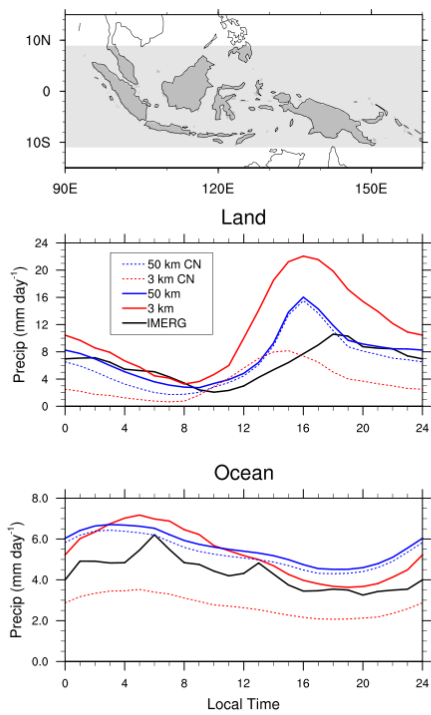 10N
0
10S
90E 120E 150E
Land
24
20
16
12
8
4
0
Precip (mm day-1)
50 km CN
3 km CN
50 km
3 km
IMERG
0 4 8 12 16 20 24
Ocean
8.0
6.0
4.0
2.0
0.0
Precip (mm day-1)
0 4 8 12 16 20 24
Local Time